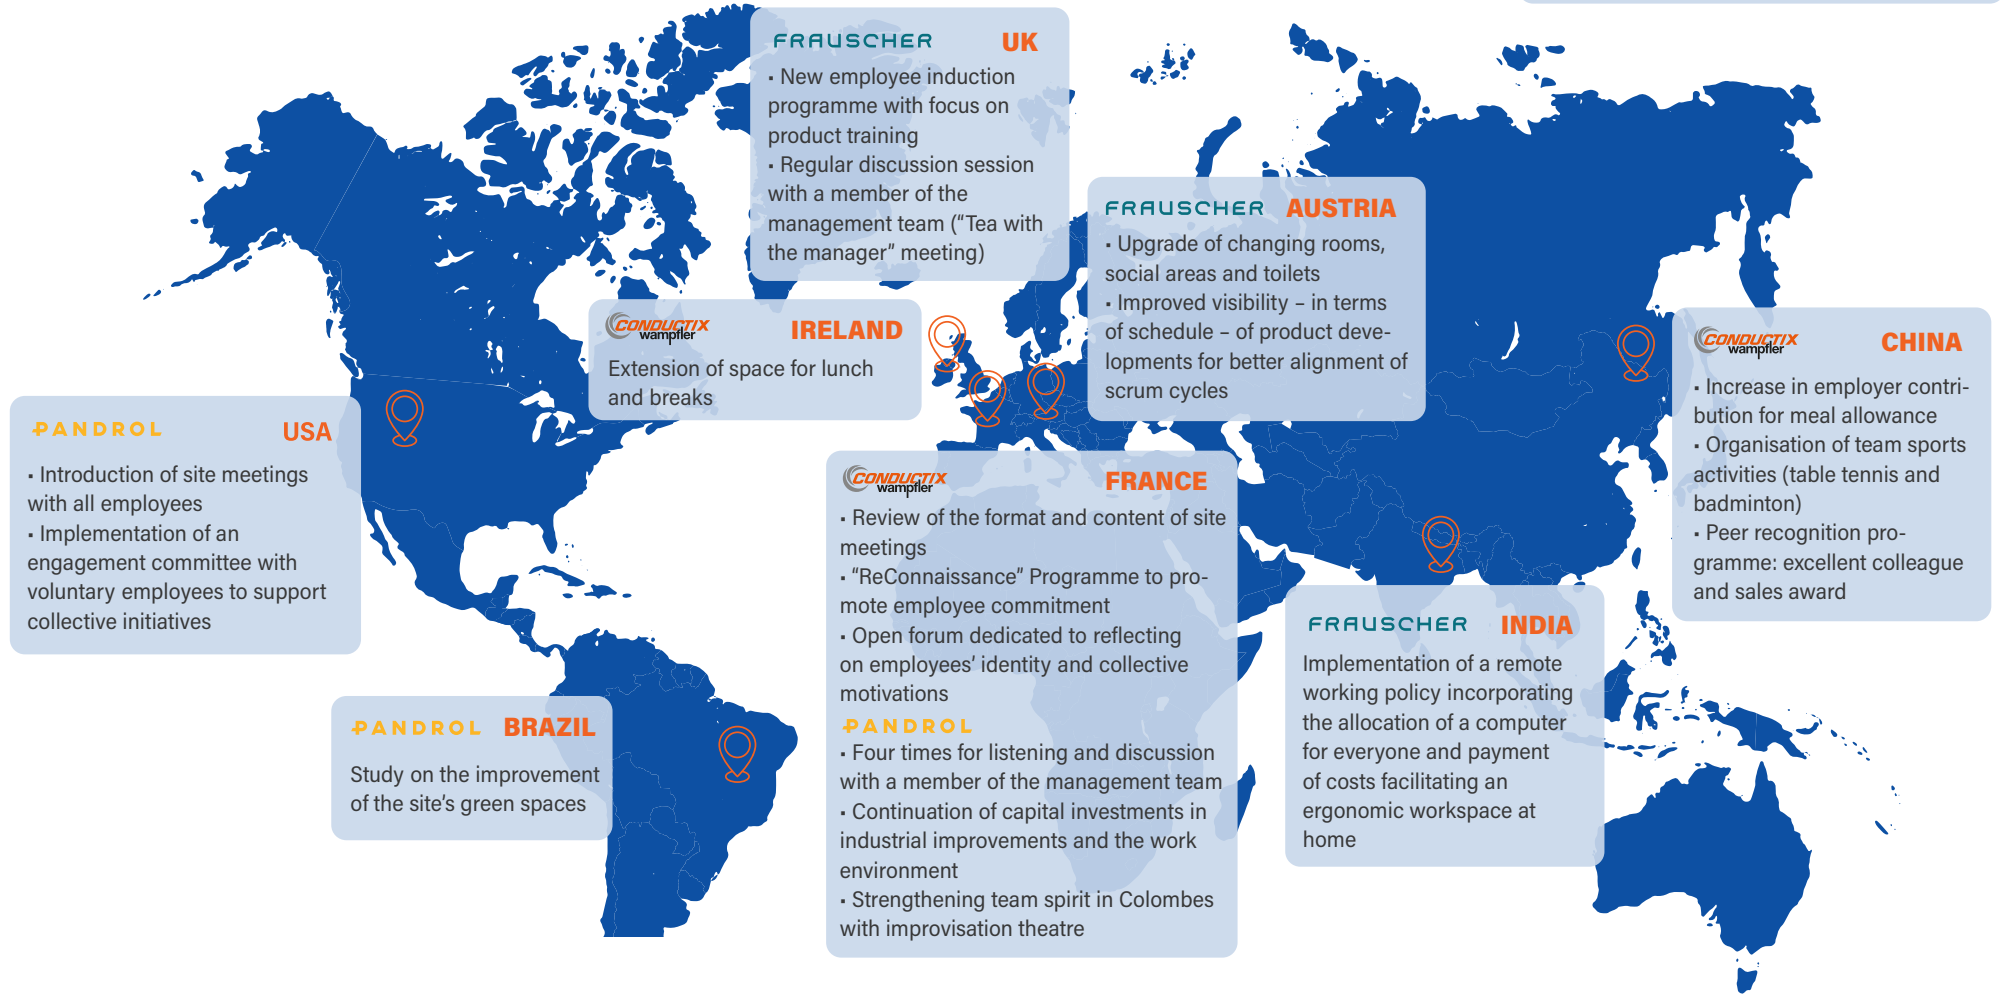 FRAUSCHER UK
• New employee induction
programme with focus on
product training
• Regular discussion session
with a member of the
management team (“Tea with
the manager” meeting)
FRAUSCHER AUSTRIA
• Upgrade of changing rooms,
social areas and toilets
• Improved visibility – in terms
of schedule – of product deve-
lopments for better alignment of
scrum cycles
CONDUCTIX
wampfler
IRELAND
Extension of space for lunch
and breaks
CONDUCTIX
wampfler
CHINA
• Increase in employer contri-
bution for meal allowance
• Organisation of team sports
activities (table tennis and
badminton)
• Peer recognition pro-
gramme: excellent colleague
and sales award
PANDROL USA
• Introduction of site meetings
with all employees
• Implementation of an
engagement committee with
voluntary employees to support
collective initiatives
CONDUCTIX
wampfler
FRANCE
• Review of the format and content of site
meetings
• “ReConnaissance” Programme to pro-
mote employee commitment
• Open forum dedicated to reflecting
on employees’ identity and collective
motivations
PANDROL
• Four times for listening and discussion
with a member of the management team
• Continuation of capital investments in
industrial improvements and the work
environment
• Strengthening team spirit in Colombes
with improvisation theatre
FRAUSCHER INDIA
Implementation of a remote
working policy incorporating
the allocation of a computer
for everyone and payment
of costs facilitating an
ergonomic workspace at
home
PANDROL BRAZIL
Study on the improvement
of the site’s green spaces